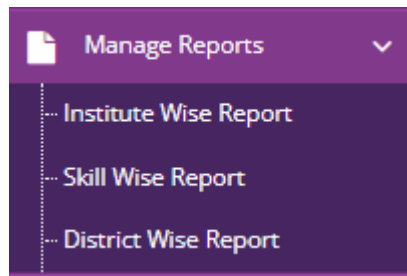 Manage Reports
Institute Wise Report
Skill Wise Report
District Wise Report